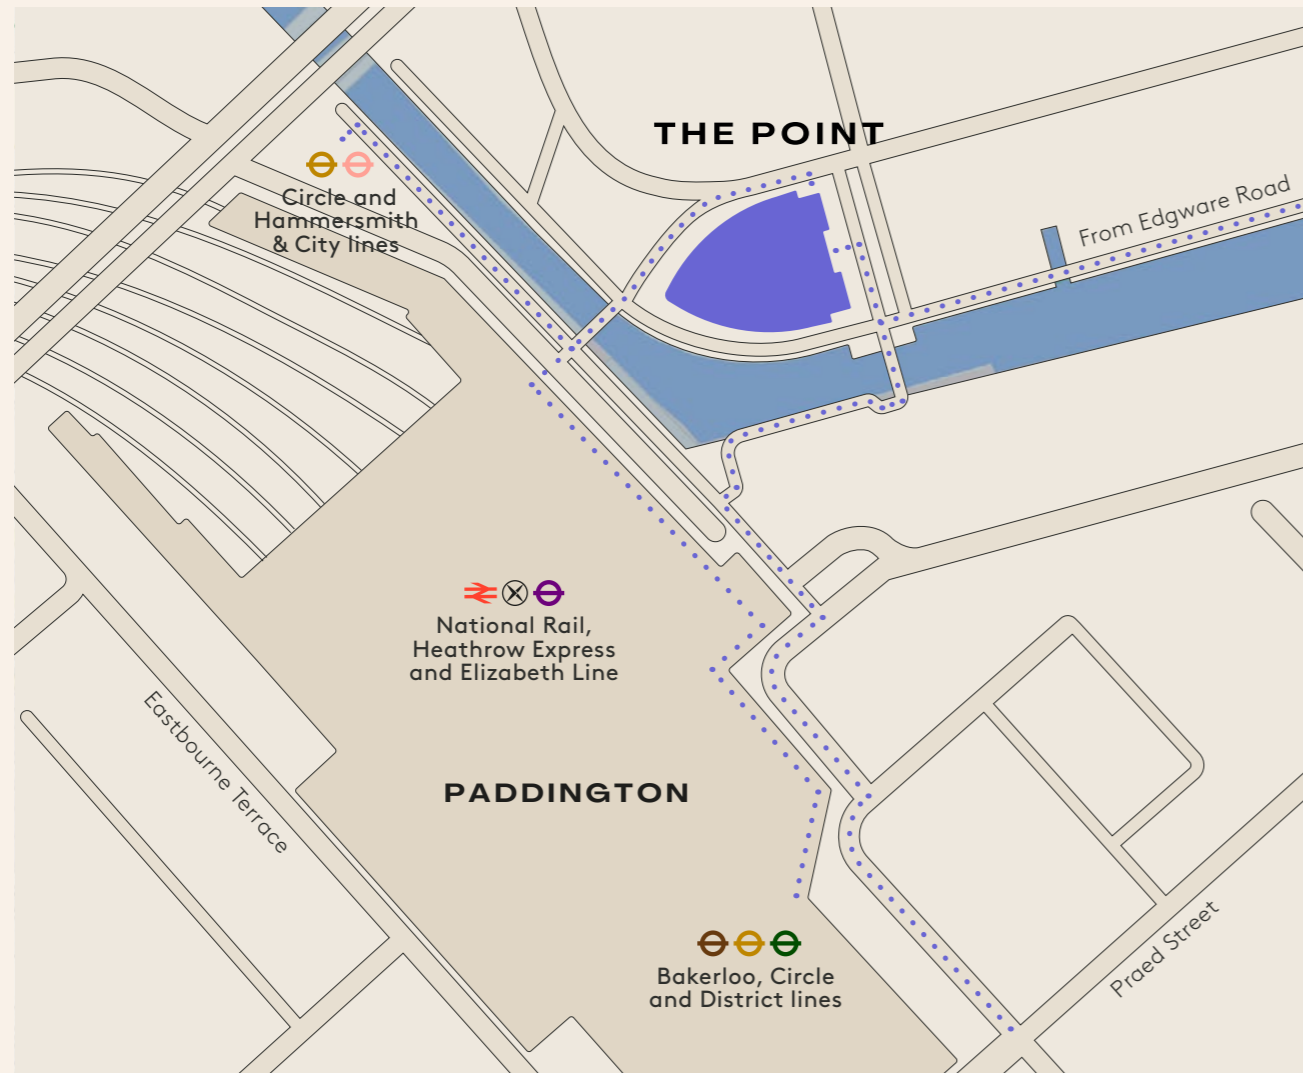 THE POINT
Circle and
Hammersmith
& City lines
From Edgware Road
National Rail,
Heathrow Express
and Elizabeth Line
Eastbourne Terrace
PADDINGTON
Praed Street
Bakerloo, Circle
and District lines